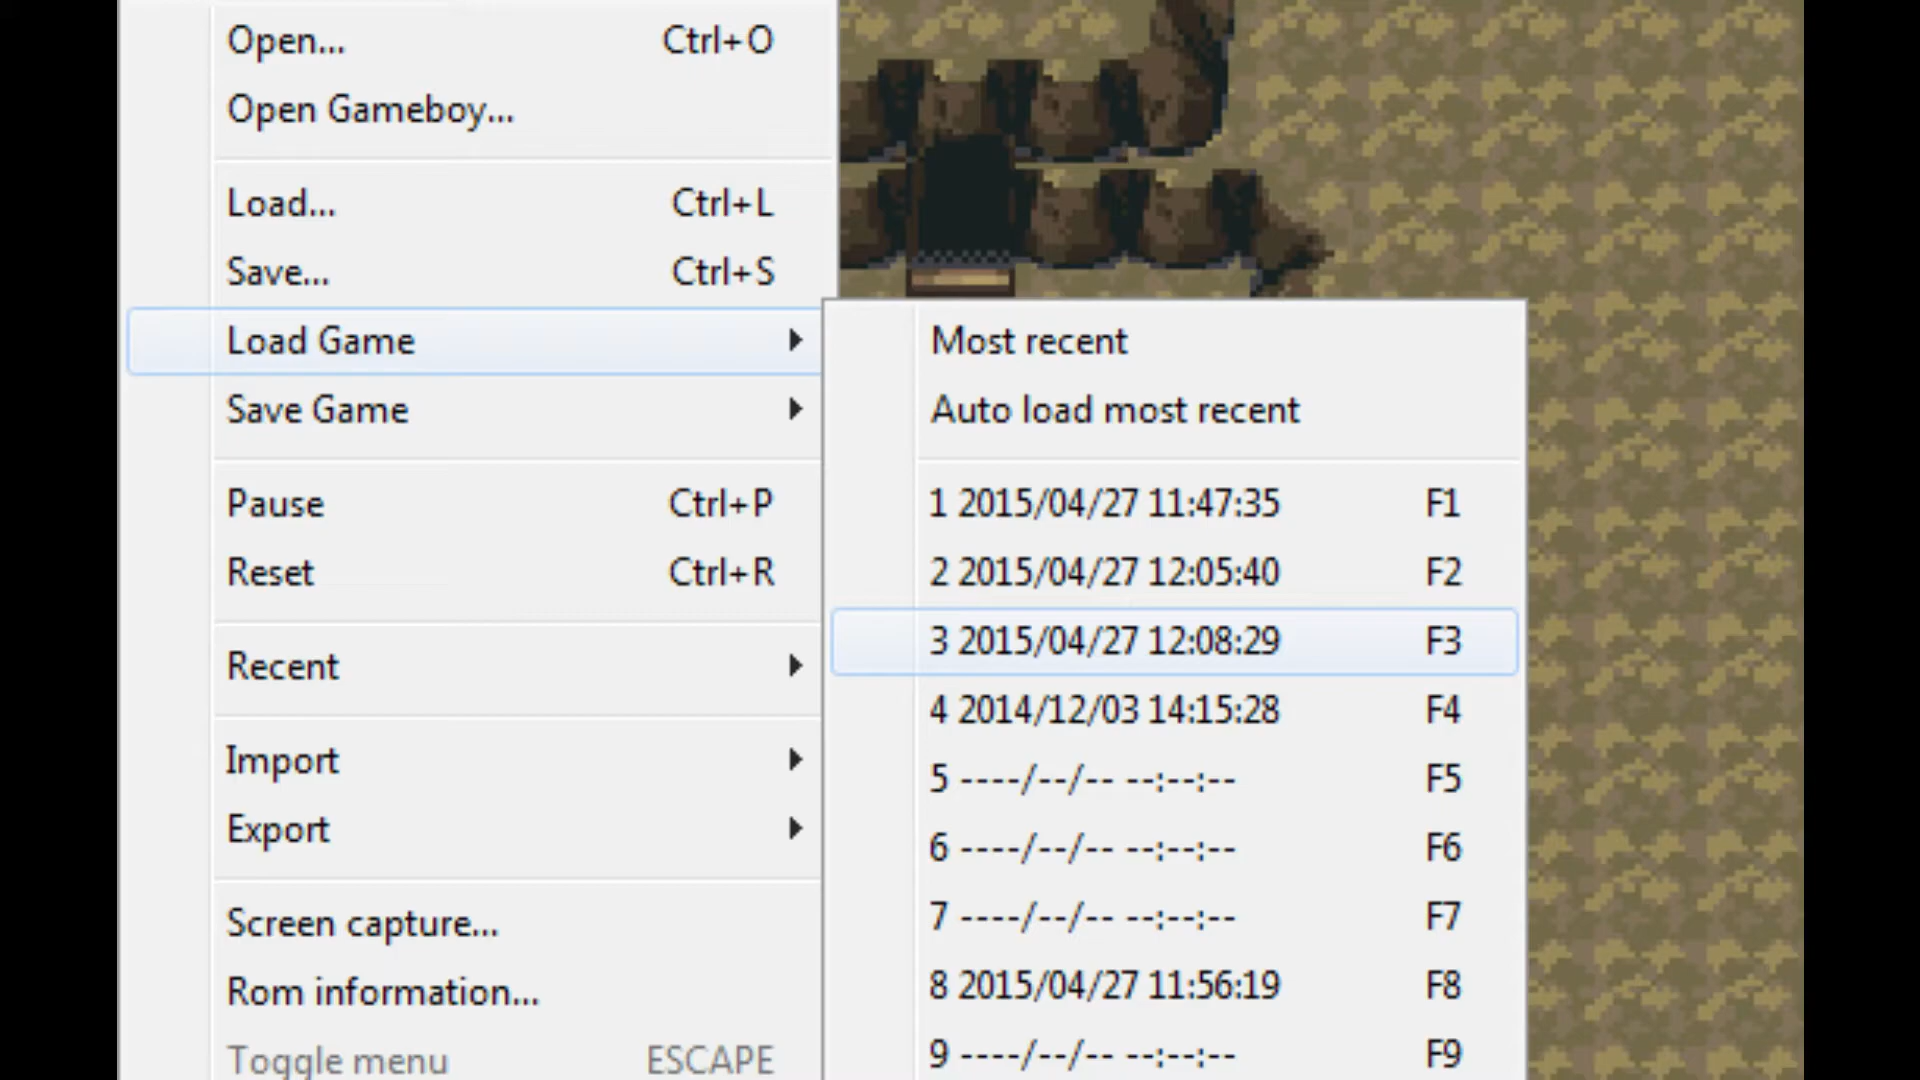 Open... Ctrl+O
Open Gameboy...
Load... Ctrl+L
Save... Ctrl+S
Load Game
Save Game
Pause Ctrl+P
Reset Ctrl+R
Recent
Import
Export
Screen capture...
Rom information...
Toggle menu ESCAPE
Most recent
Auto load most recent
1 2015/04/27 11:47:35 F1
2 2015/04/27 12:05:40 F2
3 2015/04/27 12:08:29 F3
4 2014/12/03 14:15:28 F4
5 ----/--/-- --:--:-- F5
6 ----/--/-- --:--:-- F6
7 ----/--/-- --:--:-- F7
8 2015/04/27 11:56:19 F8
9 ----/--/-- --:--:-- F9